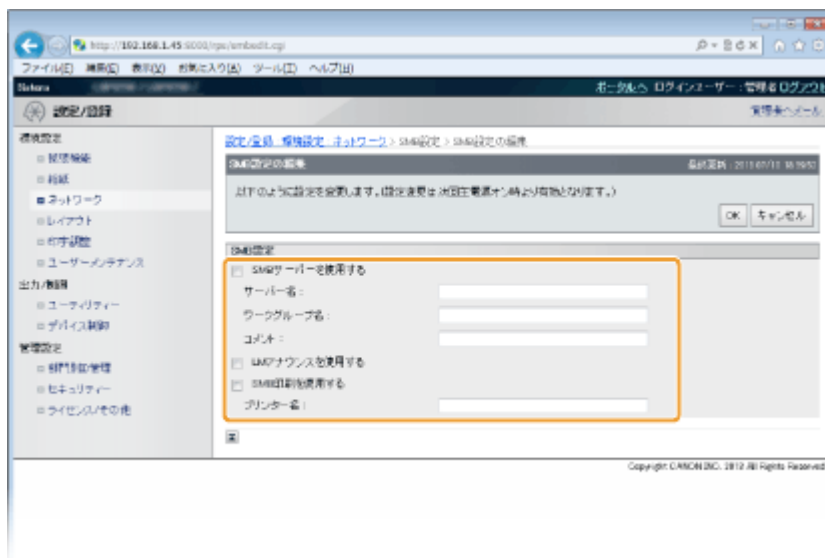 http://192.168.1.45:8000/rps/smbedit.cgi
ファイル(E) 編集(E) 表示(V) お気に入り(A) ツール(T) ヘルプ(H)
ポータルへ ログインユーザー：管理者 ログアウト
設定/登録
管理者へメール
環境設定
用紙
ネットワーク
レイアウト
印字調整
ユーザーメンテナンス
出力/制御
ユーティリティー
デバイス制御
管理設定
部門別ID管理
セキュリティー
ライセンス/その他
設定/登録：環境設定：ネットワーク > SMB設定 > SMB設定の編集
SMB設定の編集
最終更新：
以下のように設定を変更します。(設定変更は次回主電源オン時より有効となります。)
OK キャンセル
SMB設定
SMBサーバーを使用する
サーバー名：
ワークグループ名：
コメント：
LMアナウンスを使用する
SMB印刷を使用する
プリンター名：
Copyright CANON INC. 2012 All Rights Reserved